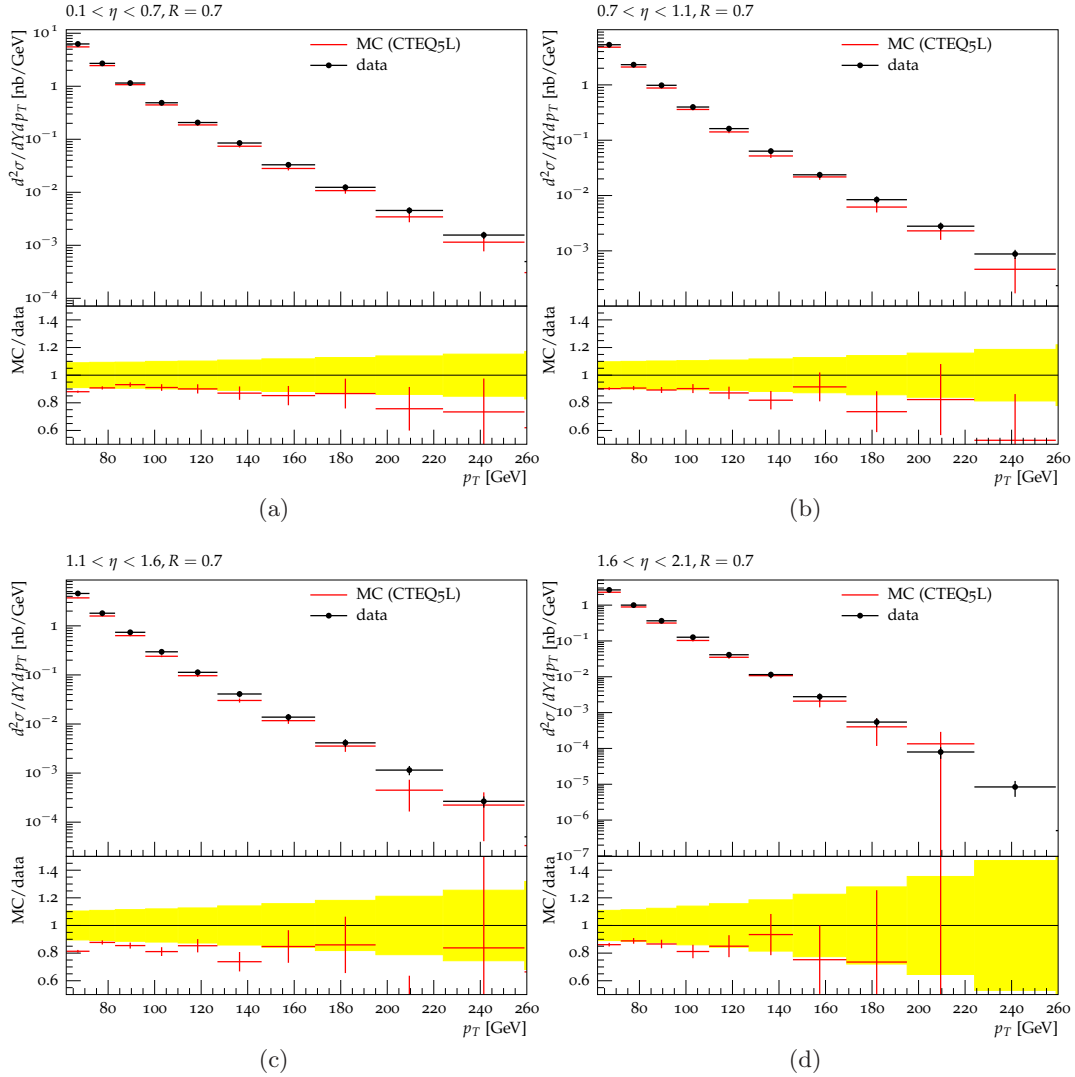 0.1 < η < 0.7, R = 0.7
d²σ/dYdp_T [nb/GeV]
10¹
1
10⁻¹
10⁻²
10⁻³
10⁻⁴
MC (CTEQ5L)
data
MC/data
1.4
1.2
1
0.8
0.6
80 100 120 140 160 180 200 220 240 260
p_T [GeV]
(a)
0.7 < η < 1.1, R = 0.7
d²σ/dYdp_T [nb/GeV]
1
10⁻¹
10⁻²
10⁻³
MC (CTEQ5L)
data
MC/data
1.4
1.2
1
0.8
0.6
80 100 120 140 160 180 200 220 240 260
p_T [GeV]
(b)
1.1 < η < 1.6, R = 0.7
d²σ/dYdp_T [nb/GeV]
1
10⁻¹
10⁻²
10⁻³
10⁻⁴
MC (CTEQ5L)
data
MC/data
1.4
1.2
1
0.8
0.6
80 100 120 140 160 180 200 220 240 260
p_T [GeV]
(c)
1.6 < η < 2.1, R = 0.7
d²σ/dYdp_T [nb/GeV]
1
10⁻¹
10⁻²
10⁻³
10⁻⁴
10⁻⁵
10⁻⁶
10⁻⁷
MC (CTEQ5L)
data
MC/data
1.4
1.2
1
0.8
0.6
80 100 120 140 160 180 200 220 240 260
p_T [GeV]
(d)